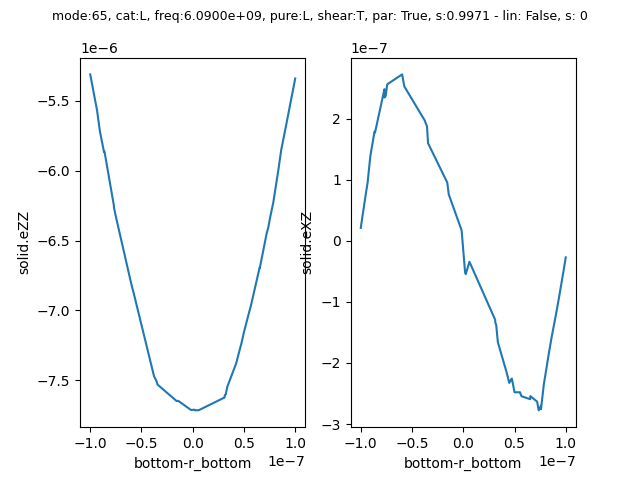 mode:65, cat:L, freq:6.0900e+09, pure:L, shear:T, par: True, s:0.9971 - lin: False, s: 0
1e−6
−5.5
−6.0
−6.5
−7.0
−7.5
solid.eZZ
−1.0 −0.5 0.0 0.5 1.0
bottom-r_bottom 1e−7
1e−7
2
1
0
−1
−2
−3
solid.eXZ
−1.0 −0.5 0.0 0.5 1.0
bottom-r_bottom 1e−7